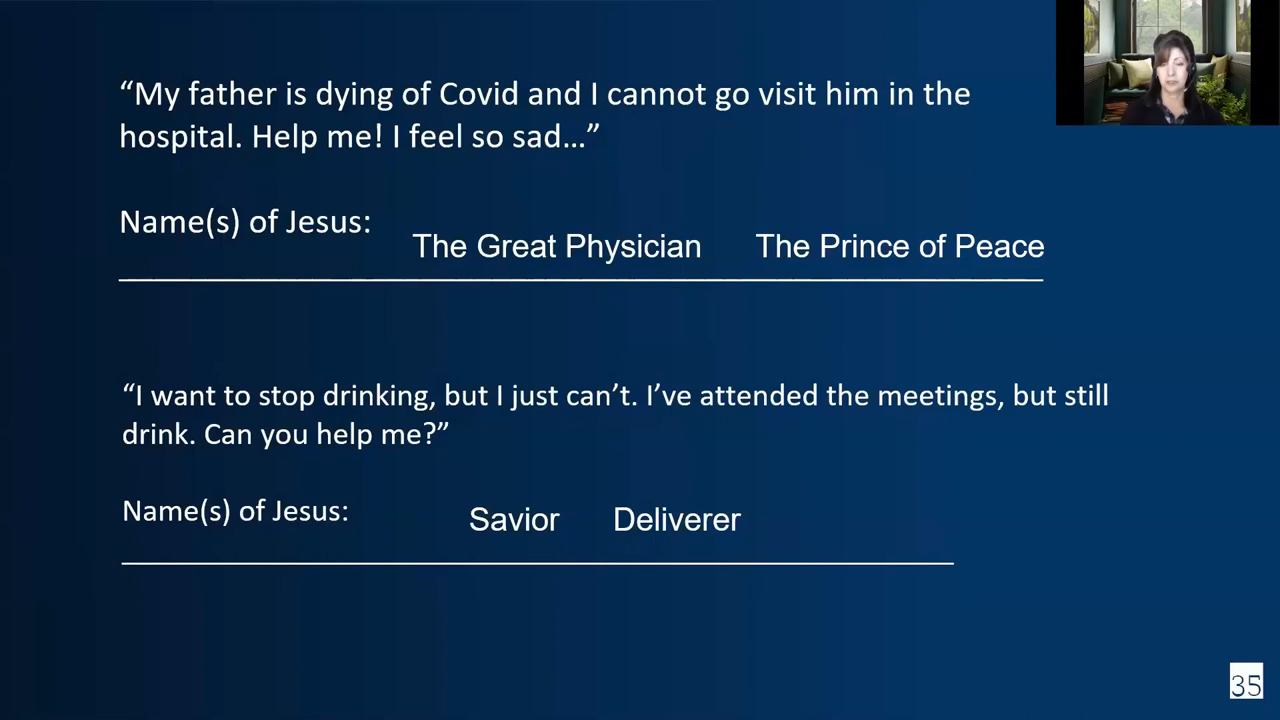 “My father is dying of Covid and I cannot go visit him in the
hospital. Help me! I feel so sad…”
Name(s) of Jesus:
The Great Physician The Prince of Peace
“I want to stop drinking, but I just can’t. I’ve attended the meetings, but still
drink. Can you help me?”
Name(s) of Jesus:
Savior Deliverer
35